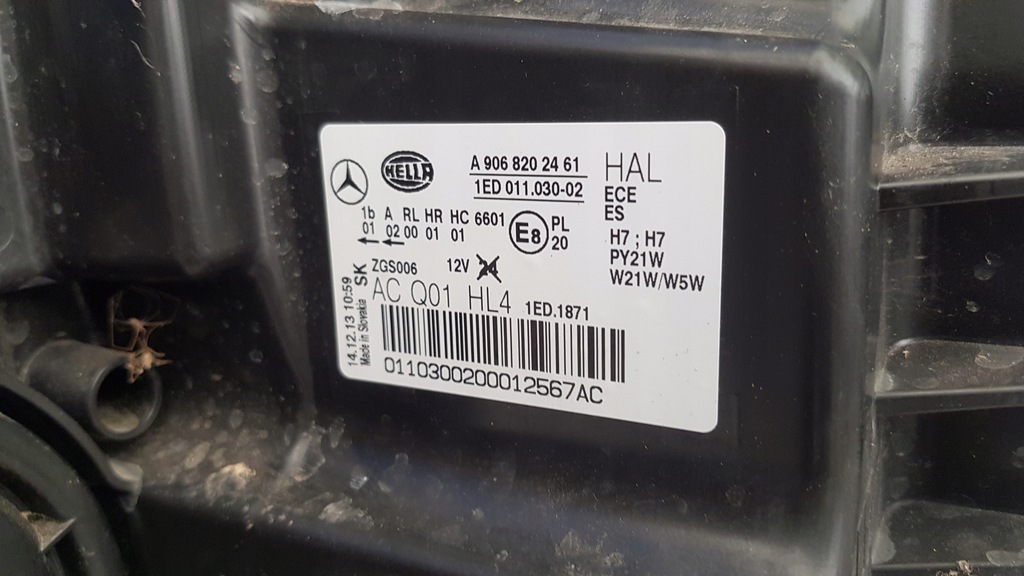 HELLA
A 906 820 24 61
1ED 011.030-02
HAL
ECE
ES
1b A RL HR HC 6601
01 02 00 01 01
E8
PL
20
H7 ; H7
PY21W
W21W/W5W
ZGS006 12V 24
AC Q01 HL4 1ED.1871
0110300200012567AC
14.12.13 10:59
Made in Slovakia SK